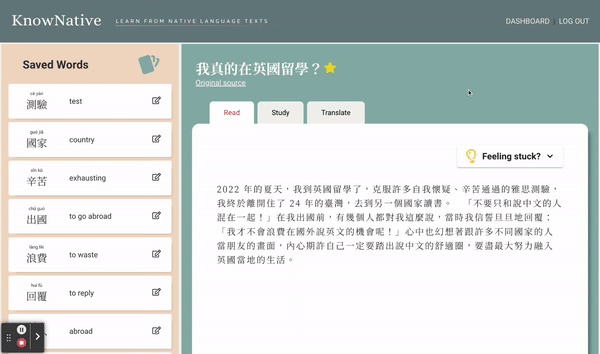 KnowNative
LEARN FROM NATIVE LANGUAGE TEXTS
DASHBOARD | LOG OUT
Saved Words
cè yàn
測驗 test
guó jiā
國家 country
xīn kǔ
辛苦 exhausting
chū guó
出國 to go abroad
làng fèi
浪費 to waste
huí fù
回覆 to reply
abroad
我真的在英國留學？
Original source
Read
Study
Translate
Feeling stuck?
2022 年的夏天，我到英國留學了，克服許多自我懷疑、辛苦通過的雅思測驗，
我終於離開住了 24 年的臺灣，去到另一個國家讀書。 「不要只和說中文的人
混在一起！」在我出國前，有幾個人都對我這麼說，當時我信誓旦旦地回覆：
「我才不會浪費在國外說英文的機會呢！」心中也幻想著跟許多不同國家的人
當朋友的畫面，內心期許自己一定要踏出說中文的舒適圈，要盡最大努力融入
英國當地的生活。